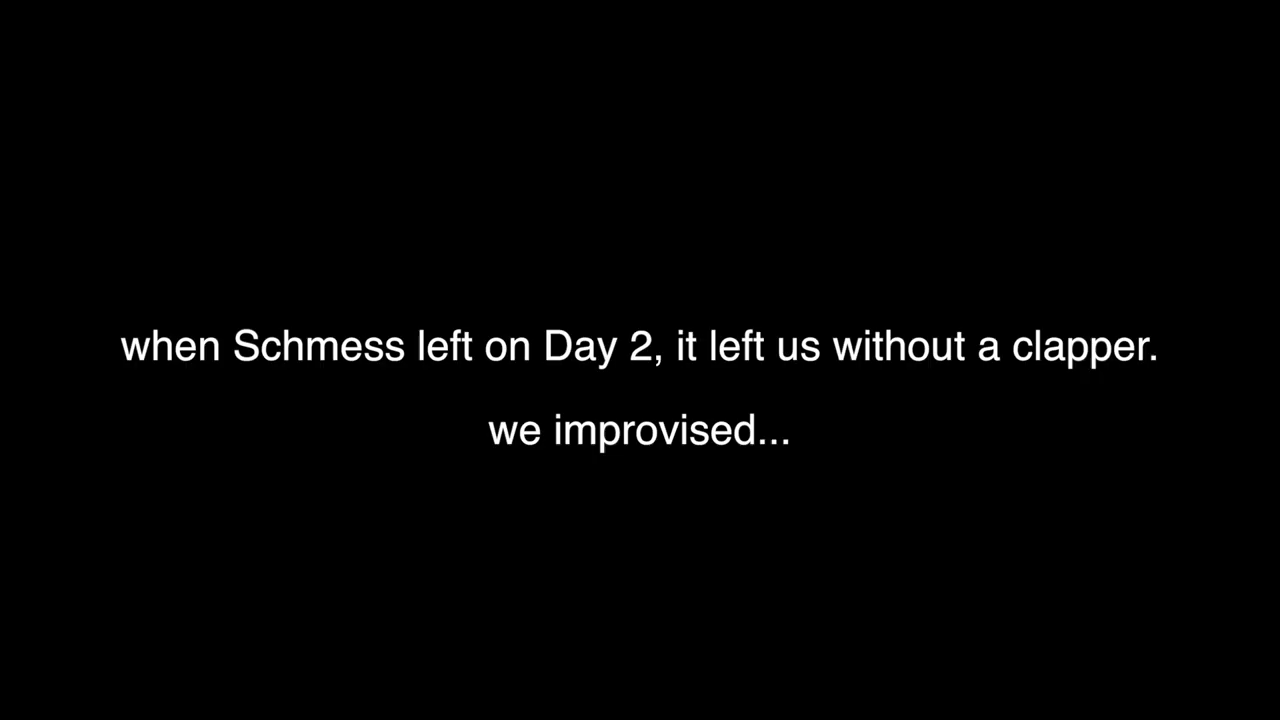 when Schmess left on Day 2, it left us without a clapper.
we improvised...